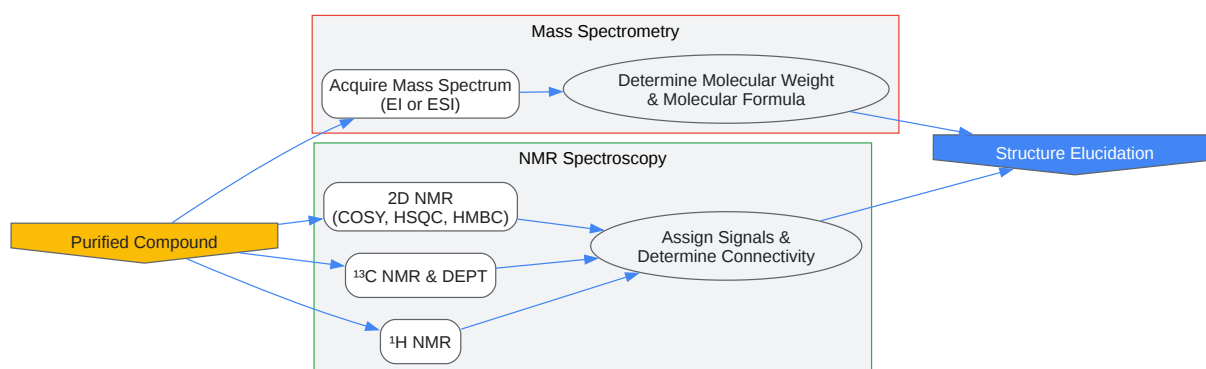 Mass Spectrometry
Acquire Mass Spectrum
(EI or ESI)
Determine Molecular Weight
& Molecular Formula
Structure Elucidation
NMR Spectroscopy
2D NMR
(COSY, HSQC, HMBC)
Purified Compound
Assign Signals &
Determine Connectivity
¹³C NMR & DEPT
¹H NMR